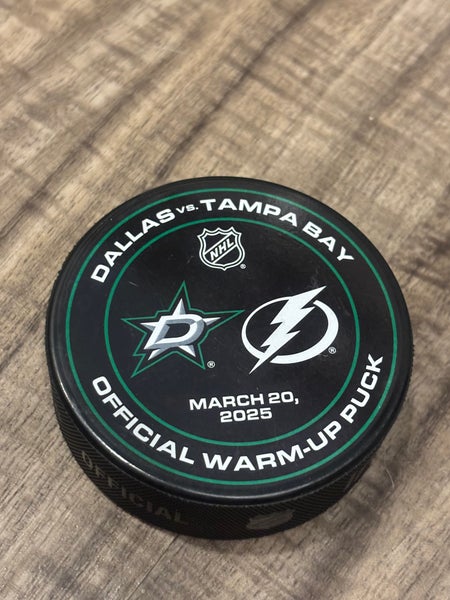 DALLAS VS. TAMPA BAY
NHL
D
MARCH 20,
2025
OFFICIAL WARM-UP PUCK
OFFICIAL